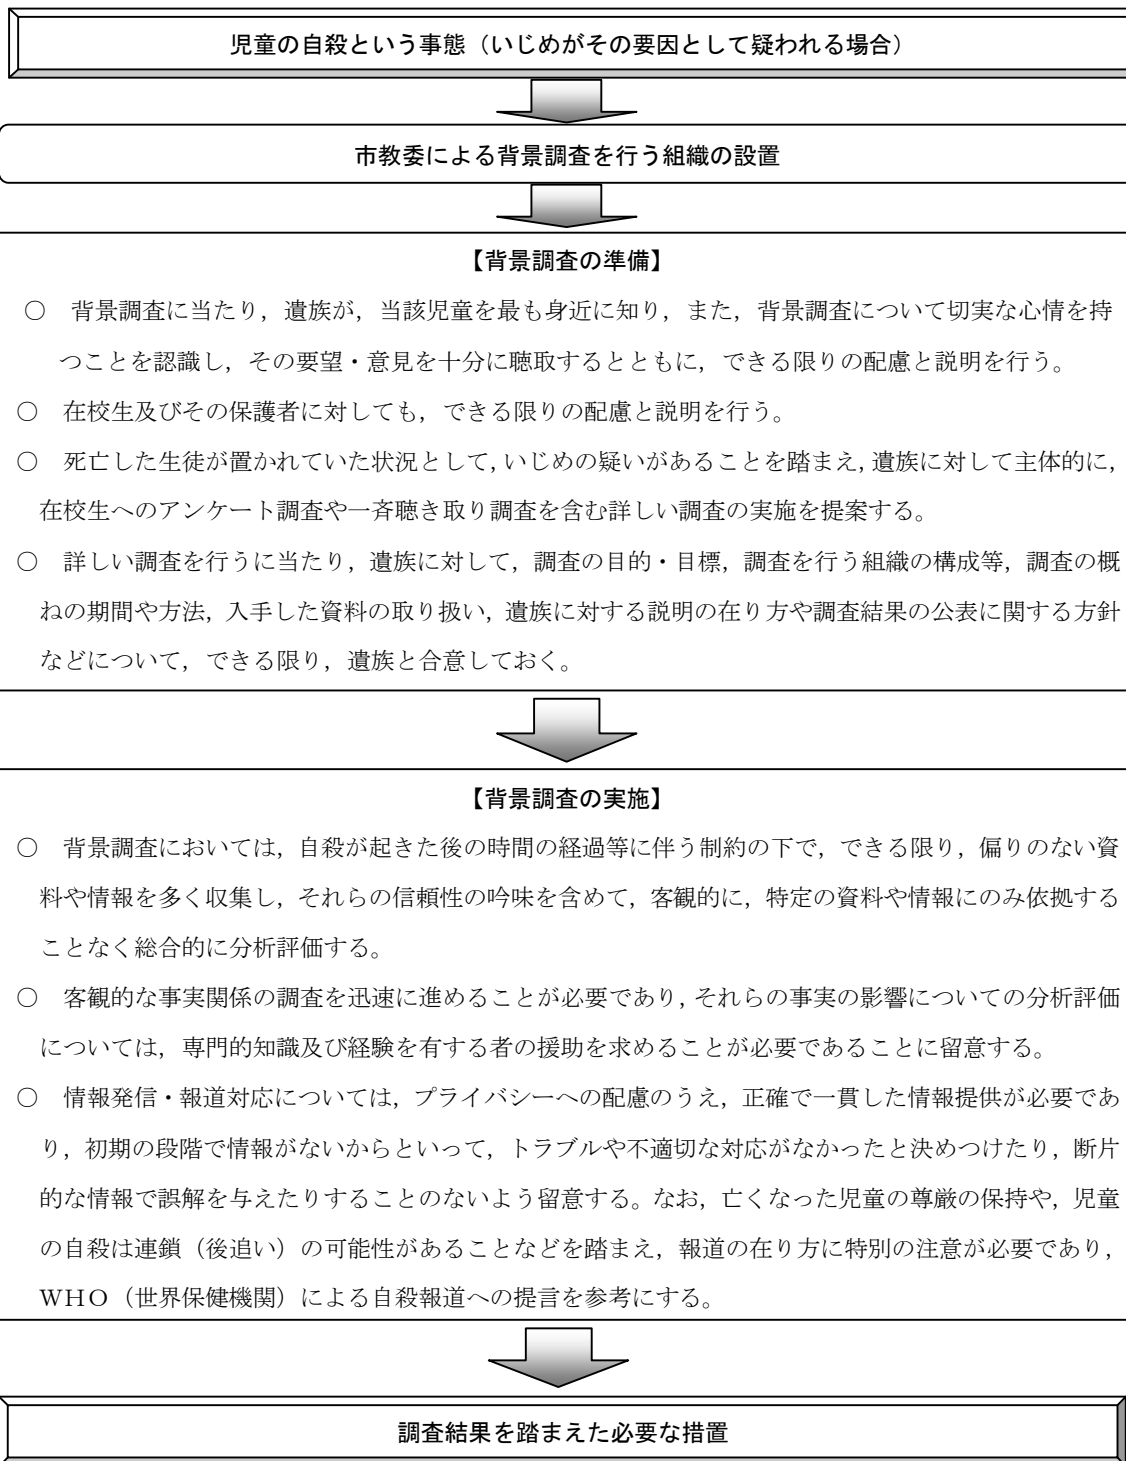 児童の自殺という事態（いじめがその要因として疑われる場合）
市教委による背景調査を行う組織の設置
【背景調査の準備】
○　背景調査に当たり，遺族が，当該児童を最も身近に知り，また，背景調査について切実な心情を持
つことを認識し，その要望・意見を十分に聴取するとともに，できる限りの配慮と説明を行う。
○　在校生及びその保護者に対しても，できる限りの配慮と説明を行う。
○　死亡した生徒が置かれていた状況として，いじめの疑いがあることを踏まえ，遺族に対して主体的に，
在校生へのアンケート調査や一斉聴き取り調査を含む詳しい調査の実施を提案する。
○　詳しい調査を行うに当たり，遺族に対して，調査の目的・目標，調査を行う組織の構成等，調査の概
ねの期間や方法，入手した資料の取り扱い，遺族に対する説明の在り方や調査結果の公表に関する方針
などについて，できる限り，遺族と合意しておく。
【背景調査の実施】
○　背景調査においては，自殺が起きた後の時間の経過等に伴う制約の下で，できる限り，偏りのない資
料や情報を多く収集し，それらの信頼性の吟味を含めて，客観的に，特定の資料や情報にのみ依拠する
ことなく総合的に分析評価する。
○　客観的な事実関係の調査を迅速に進めることが必要であり，それらの事実の影響についての分析評価
については，専門的知識及び経験を有する者の援助を求めることが必要であることに留意する。
○　情報発信・報道対応については，プライバシーへの配慮のうえ，正確で一貫した情報提供が必要であ
り，初期の段階で情報がないからといって，トラブルや不適切な対応がなかったと決めつけたり，断片
的な情報で誤解を与えたりすることのないよう留意する。なお，亡くなった児童の尊厳の保持や，児童
の自殺は連鎖（後追い）の可能性があることなどを踏まえ，報道の在り方に特別の注意が必要であり，
ＷＨＯ（世界保健機関）による自殺報道への提言を参考にする。
調査結果を踏まえた必要な措置